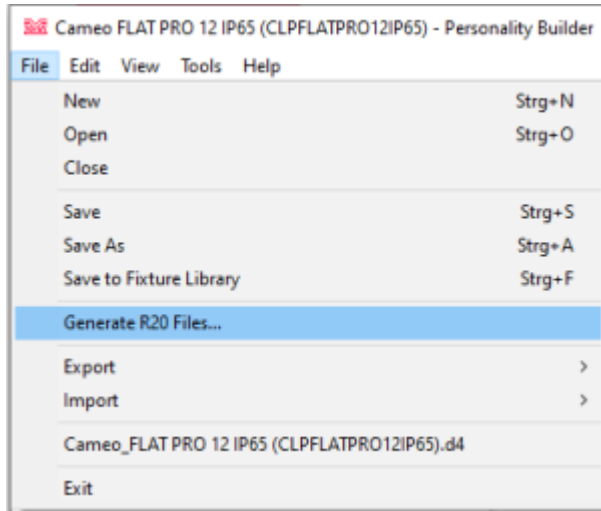 Cameo FLAT PRO 12 IP65 (CLPFLATPRO12IP65) - Personality Builder
File Edit View Tools Help
New Strg+N
Open Strg+O
Close
Save Strg+S
Save As Strg+A
Save to Fixture Library Strg+F
Generate R20 Files...
Export >
Import >
Cameo_FLAT PRO 12 IP65 (CLPFLATPRO12IP65).d4
Exit